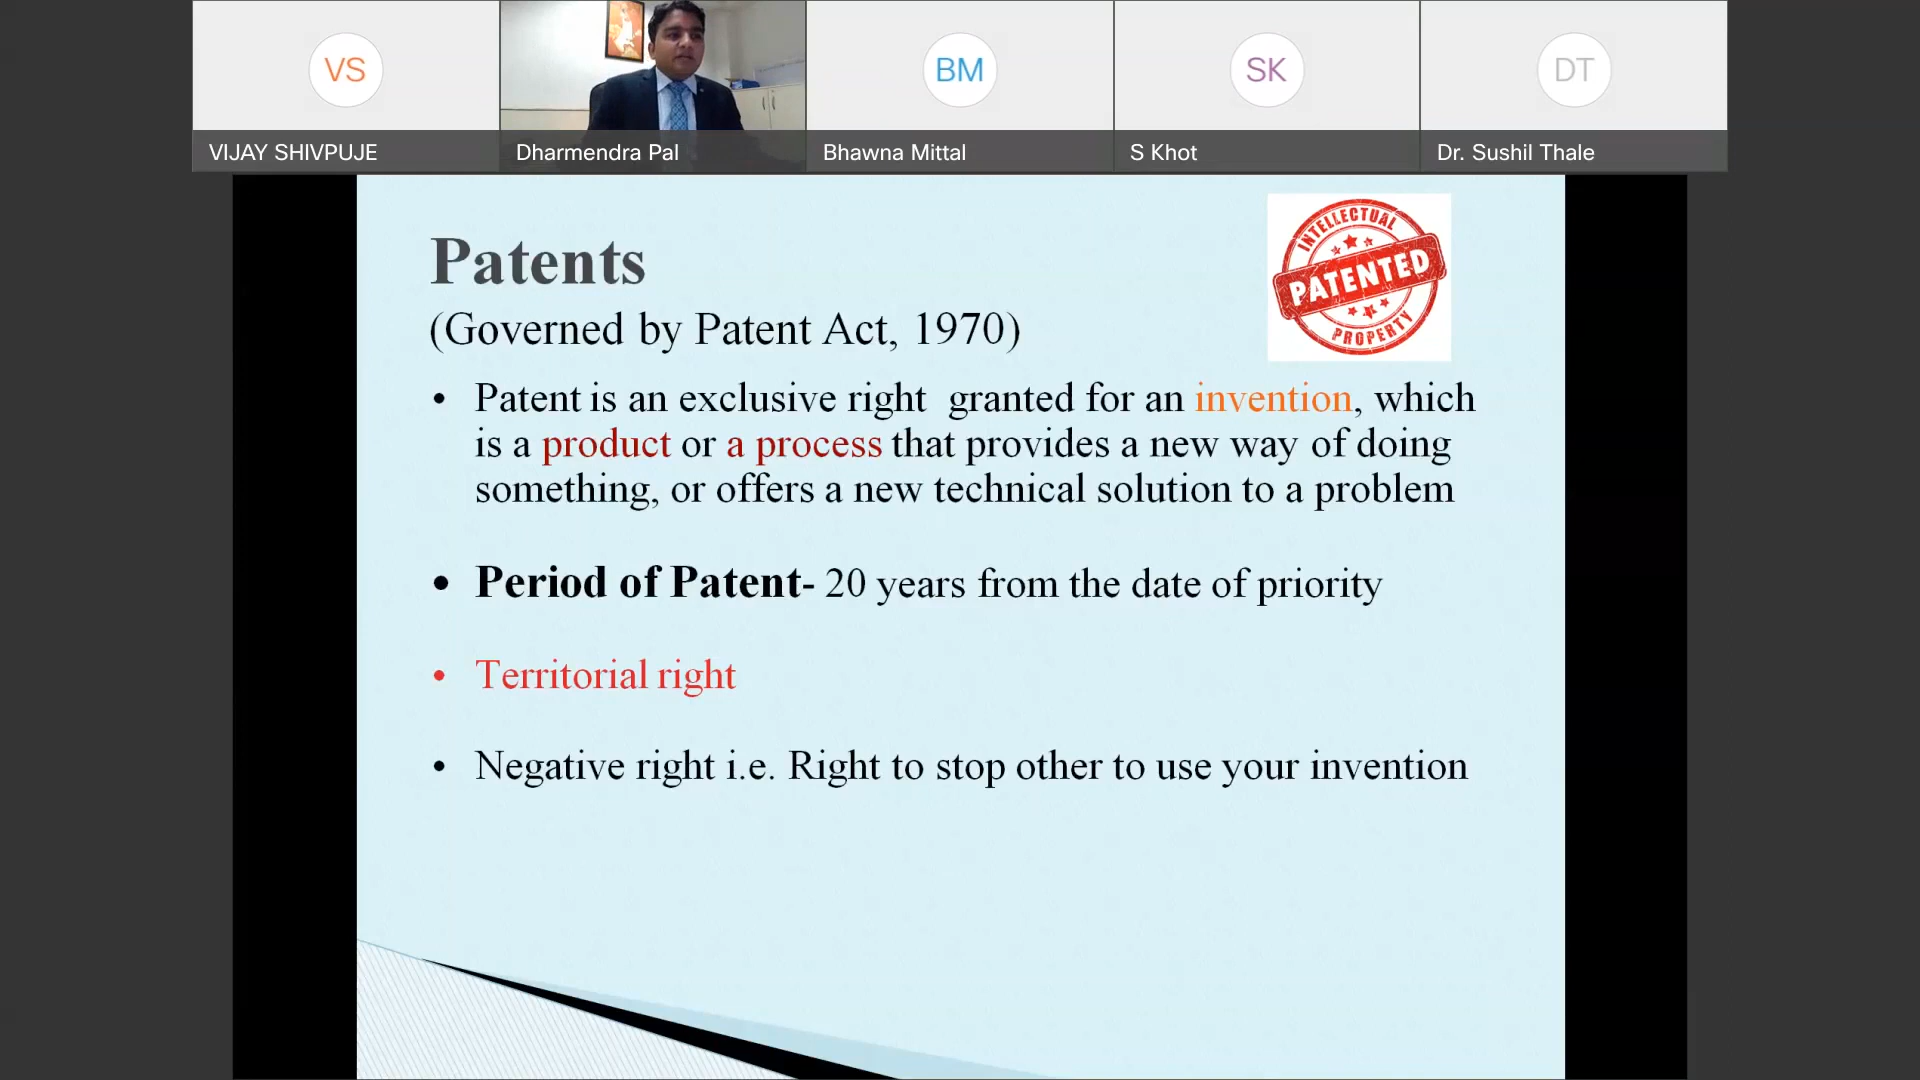 VS
BM
SK
DT
VIJAY SHIVPUJE
Dharmendra Pal
Bhawna Mittal
S Khot
Dr. Sushil Thale
Patents
(Governed by Patent Act, 1970)
INTELLECTUAL
PATENTED
PROPERTY
• Patent is an exclusive right granted for an invention, which
is a product or a process that provides a new way of doing
something, or offers a new technical solution to a problem
• Period of Patent- 20 years from the date of priority
• Territorial right
• Negative right i.e. Right to stop other to use your invention